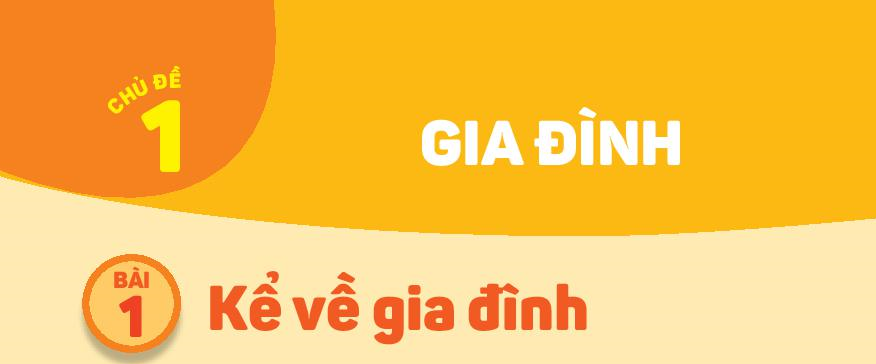 CHỦ ĐỀ
1
GIA ĐÌNH
BÀI
1
Kể về gia đình